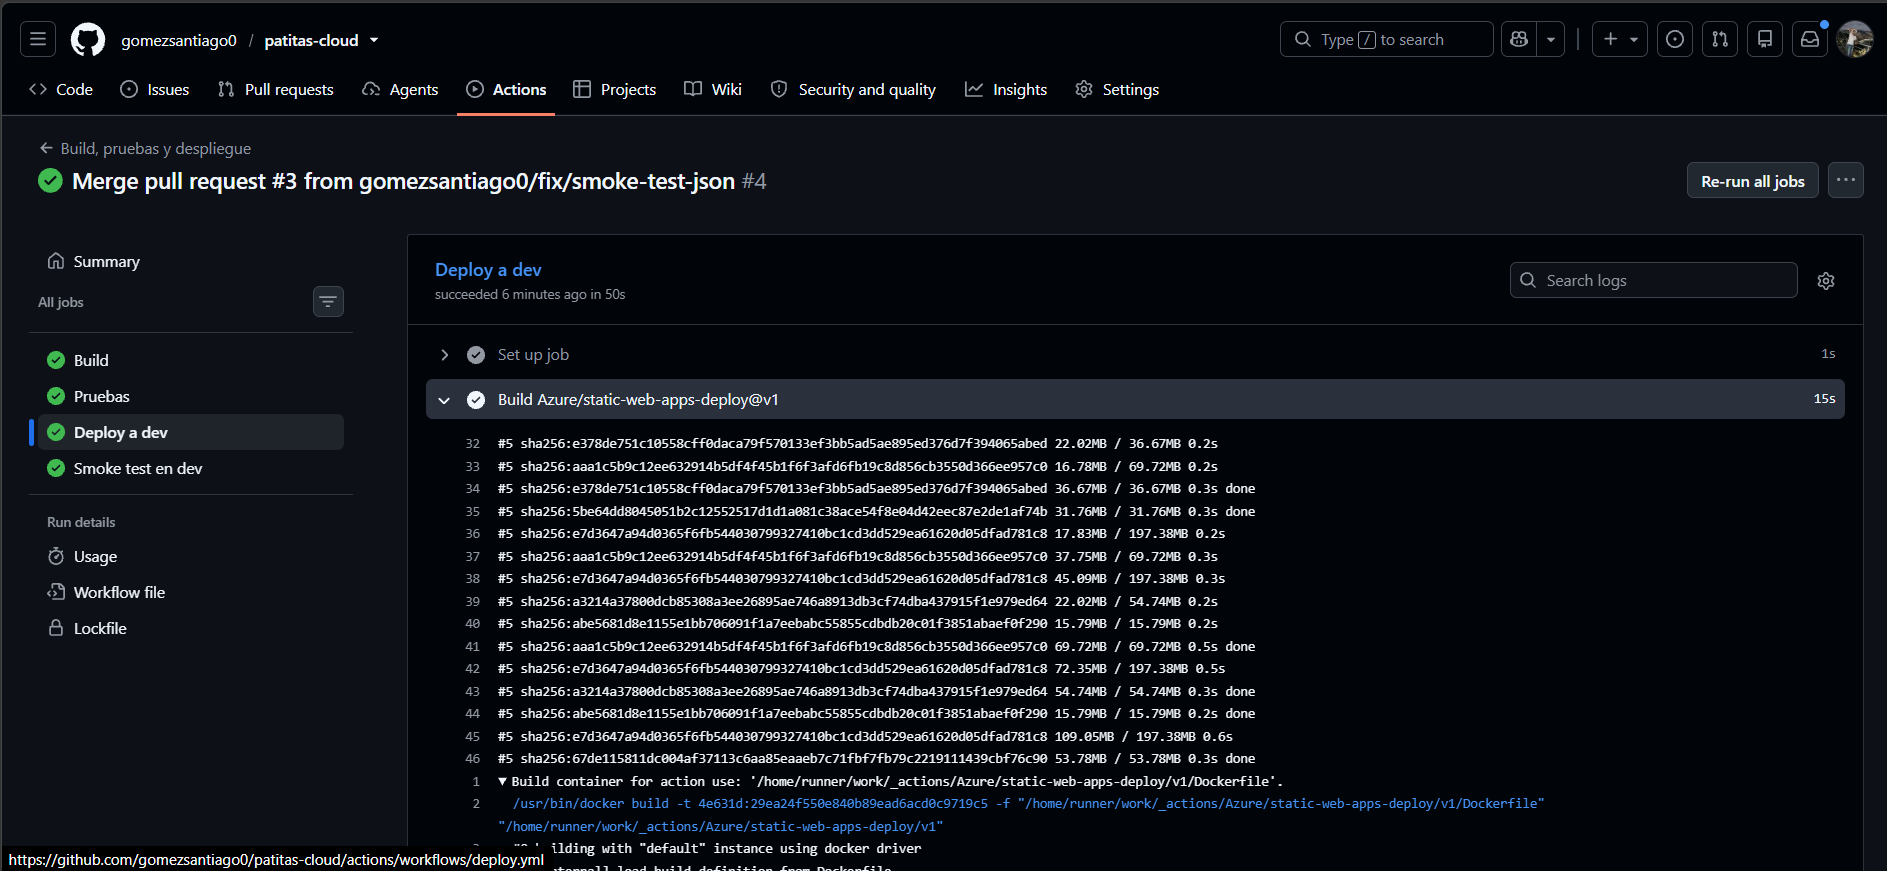 gomezsantiago0 / patitas-cloud
Type / to search
Code
Issues
Pull requests
Agents
Actions
Projects
Wiki
Security and quality
Insights
Settings
Build, pruebas y despliegue
Merge pull request #3 from gomezsantiago0/fix/smoke-test-json #4
Re-run all jobs
Summary
All jobs
Build
Pruebas
Deploy a dev
Smoke test en dev
Run details
Usage
Workflow file
Lockfile
Deploy a dev
succeeded 6 minutes ago in 50s
Search logs
Set up job
1s
Build Azure/static-web-apps-deploy@v1
15s
32 #5 sha256:e378de751c10558cff0daca79f570133ef3bb5ad5ae895ed376d7f394065abed 22.02MB / 36.67MB 0.2s
33 #5 sha256:aaa1c5b9c12ee632914b5df4f45b1f6f3afd6fb19c8d856cb3550d366ee957c0 16.78MB / 69.72MB 0.2s
34 #5 sha256:e378de751c10558cff0daca79f570133ef3bb5ad5ae895ed376d7f394065abed 36.67MB / 36.67MB 0.3s done
35 #5 sha256:5be64dd8045051b2c12552517d1d1a081c38ace54f8e04d42eec87e2de1af74b 31.76MB / 31.76MB 0.3s done
36 #5 sha256:e7d3647a94d0365f6fb544030799327410bc1cd3dd529ea61620d05dfad781c8 17.83MB / 197.38MB 0.2s
37 #5 sha256:aaa1c5b9c12ee632914b5df4f45b1f6f3afd6fb19c8d856cb3550d366ee957c0 37.75MB / 69.72MB 0.3s
38 #5 sha256:e7d3647a94d0365f6fb544030799327410bc1cd3dd529ea61620d05dfad781c8 45.09MB / 197.38MB 0.3s
39 #5 sha256:a3214a37800dcb85308a3ee26895ae746a8913db3cf74dba437915f1e979ed64 22.02MB / 54.74MB 0.2s
40 #5 sha256:abe5681d8e1155e1bb706091f1a7eebabc55855cdbdb20c01f3851abaef0f290 15.79MB / 15.79MB 0.2s
41 #5 sha256:aaa1c5b9c12ee632914b5df4f45b1f6f3afd6fb19c8d856cb3550d366ee957c0 69.72MB / 69.72MB 0.5s done
42 #5 sha256:e7d3647a94d0365f6fb544030799327410bc1cd3dd529ea61620d05dfad781c8 72.35MB / 197.38MB 0.5s
43 #5 sha256:a3214a37800dcb85308a3ee26895ae746a8913db3cf74dba437915f1e979ed64 54.74MB / 54.74MB 0.3s done
44 #5 sha256:abe5681d8e1155e1bb706091f1a7eebabc55855cdbdb20c01f3851abaef0f290 15.79MB / 15.79MB 0.2s done
45 #5 sha256:e7d3647a94d0365f6fb544030799327410bc1cd3dd529ea61620d05dfad781c8 109.05MB / 197.38MB 0.6s
46 #5 sha256:67de115811dc004af37113c6aa85eaaeb7c71fbf7fb79c2219111439cbf76c90 53.78MB / 53.78MB 0.3s done
1 ▼ Build container for action use: '/home/runner/work/_actions/Azure/static-web-apps-deploy/v1/Dockerfile'.
2 /usr/bin/docker build -t 4e631d:29ea24f550e840b89ead6acd0c9719c5 -f "/home/runner/work/_actions/Azure/static-web-apps-deploy/v1/Dockerfile"
"/home/runner/work/_actions/Azure/static-web-apps-deploy/v1"
building with "default" instance using docker driver
load build definition from Dockerfile
https://github.com/gomezsantiago0/patitas-cloud/actions/workflows/deploy.yml